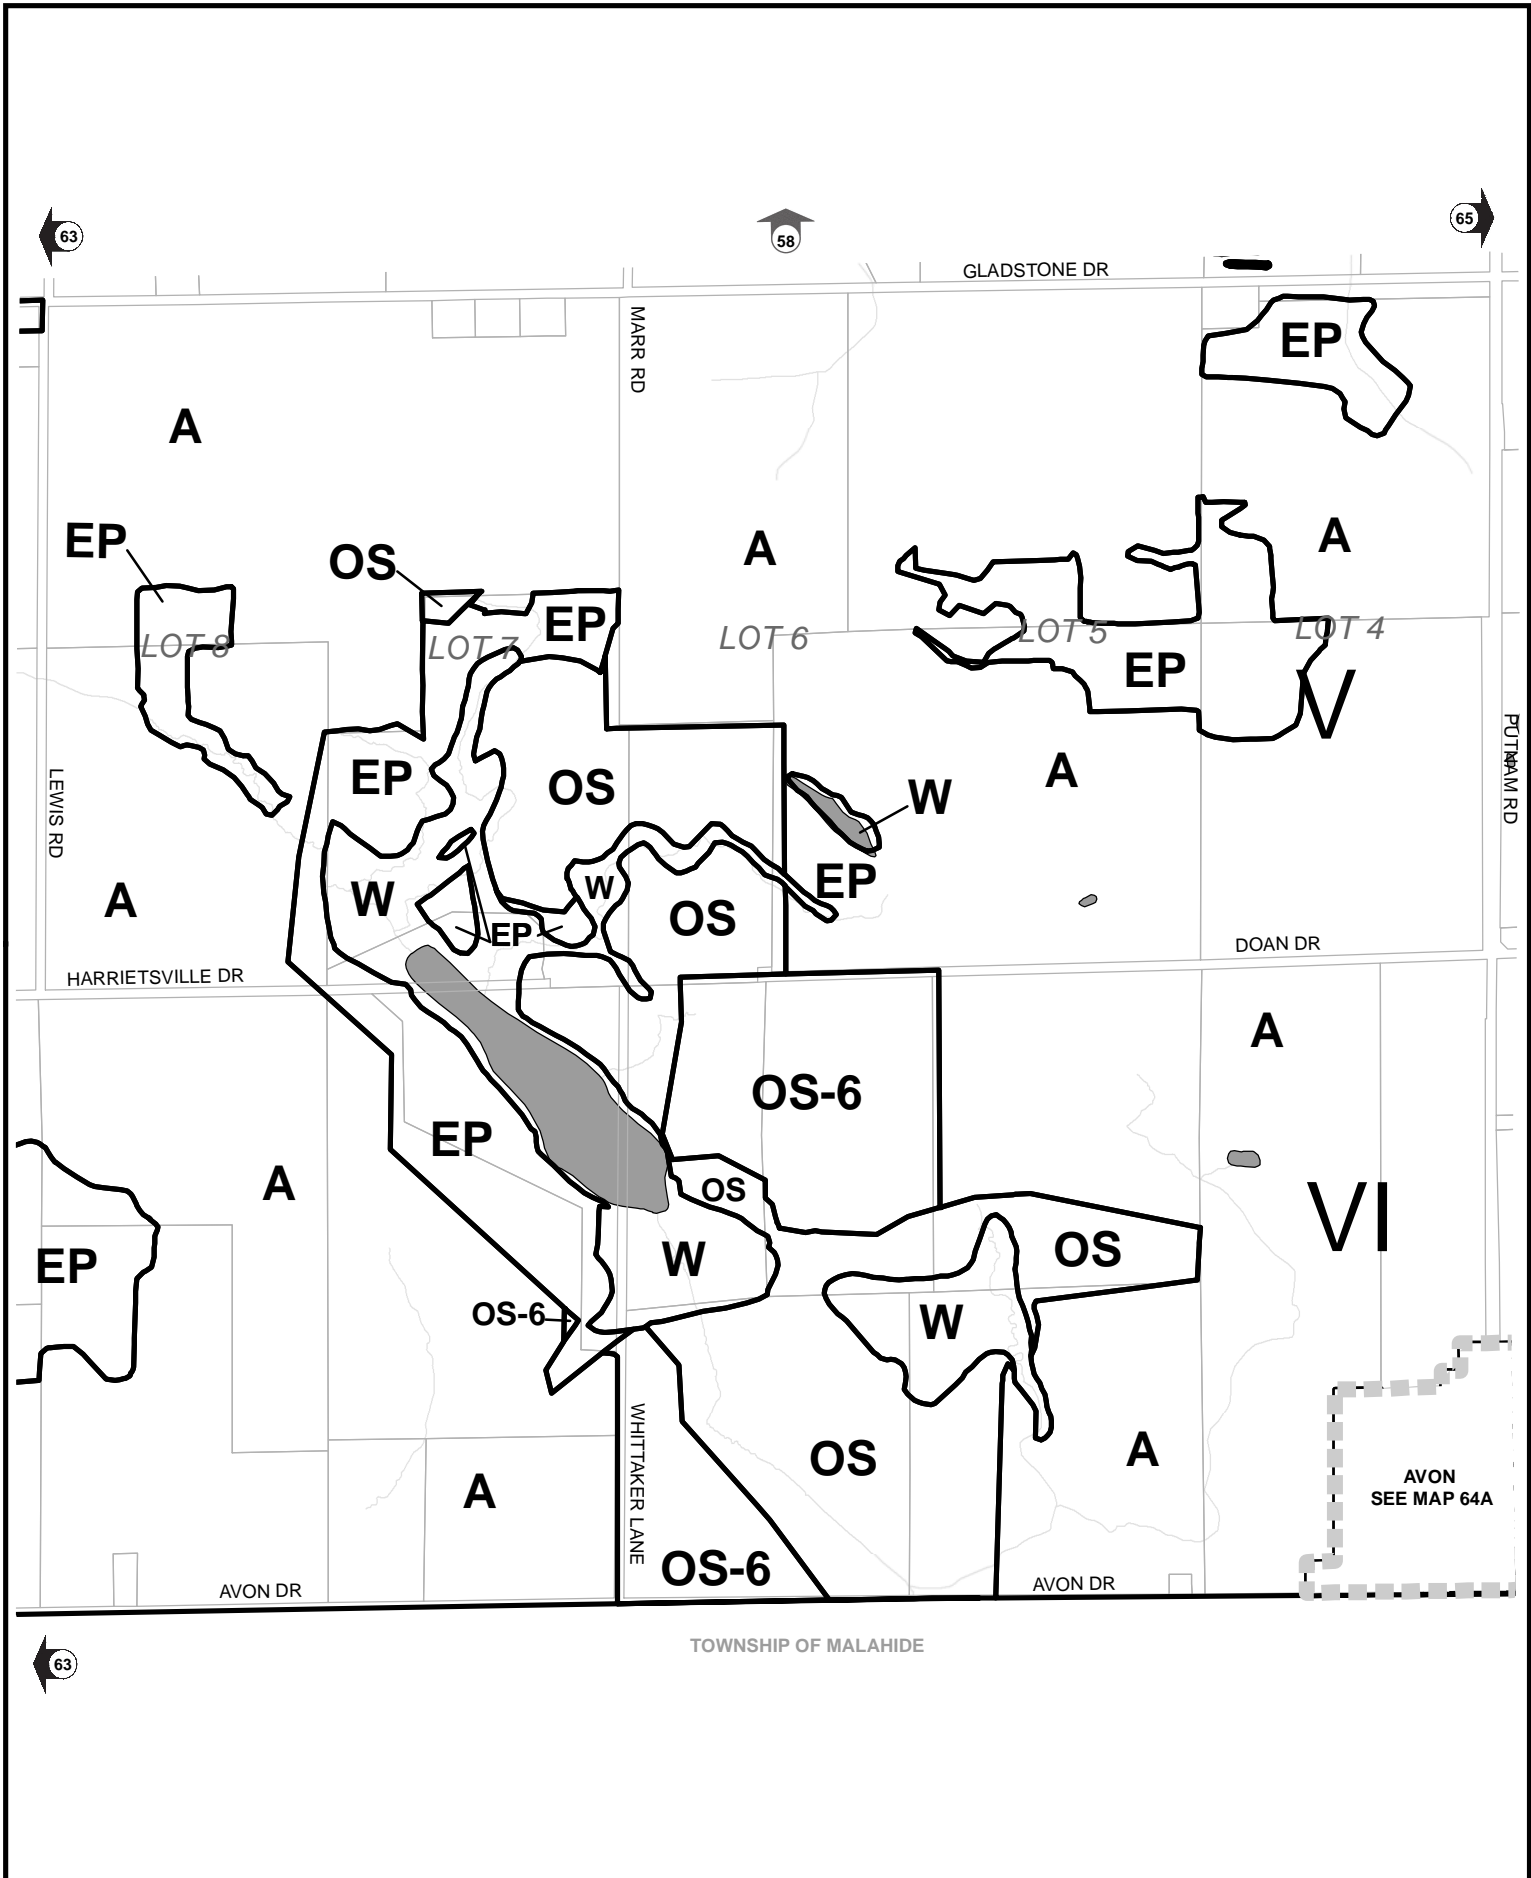 63
58
65
GLADSTONE DR
MARR RD
EP
A
EP
OS
A
A
EP
LOT 8
LOT 7
LOT 6
LOT 5
LOT 4
EP
V
PUTNAM RD
LEWIS RD
EP
OS
W
A
A
W
W
EP
OS
EP
DOAN DR
HARRIETSVILLE DR
A
OS-6
EP
A
OS
VI
EP
W
OS
OS-6
W
WHITTAKER LANE
OS
A
A
AVON
SEE MAP 64A
OS-6
AVON DR
AVON DR
TOWNSHIP OF MALAHIDE
63